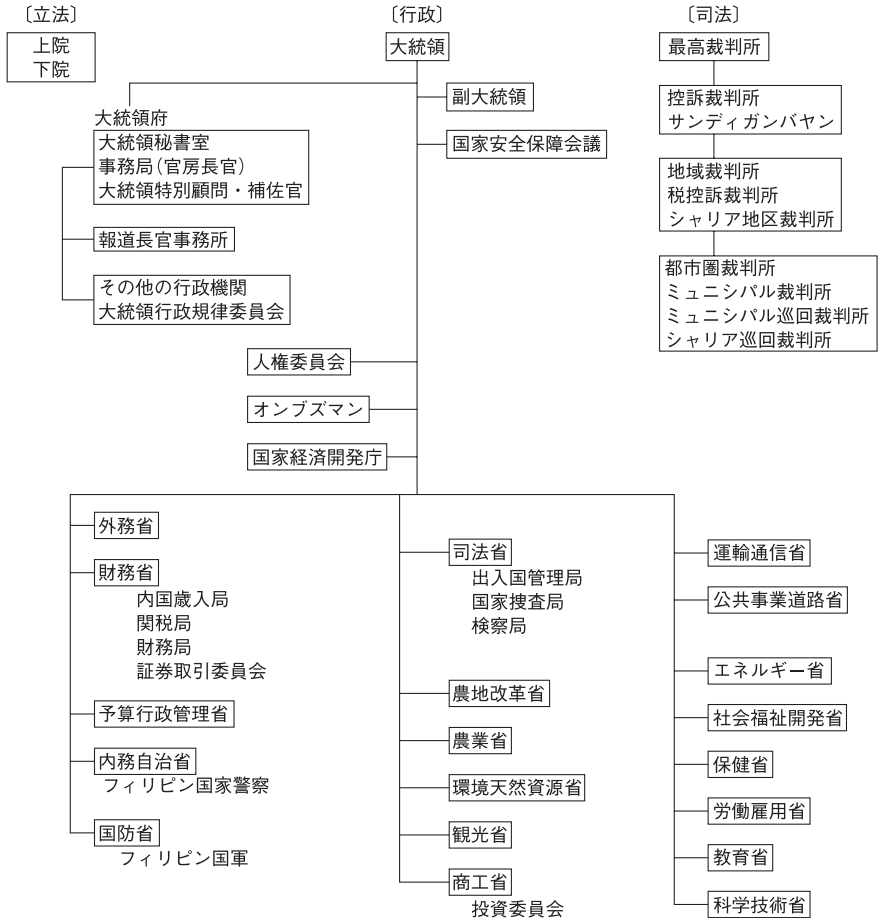 〔立法〕
上院
下院
〔行政〕
大統領
副大統領
国家安全保障会議
大統領府
大統領秘書室
事務局(官房長官)
大統領特別顧問・補佐官
報道長官事務所
その他の行政機関
大統領行政規律委員会
人権委員会
オンブズマン
国家経済開発庁
外務省
財務省
内国歳入局
関税局
財務局
証券取引委員会
予算行政管理省
内務自治省
フィリピン国家警察
国防省
フィリピン国軍
司法省
出入国管理局
国家捜査局
検察局
農地改革省
農業省
環境天然資源省
観光省
商工省
投資委員会
運輸通信省
公共事業道路省
エネルギー省
社会福祉開発省
保健省
労働雇用省
教育省
科学技術省
〔司法〕
最高裁判所
控訴裁判所
サンディガンバヤン
地域裁判所
税控訴裁判所
シャリア地区裁判所
都市圏裁判所
ミュニシパル裁判所
ミュニシパル巡回裁判所
シャリア巡回裁判所